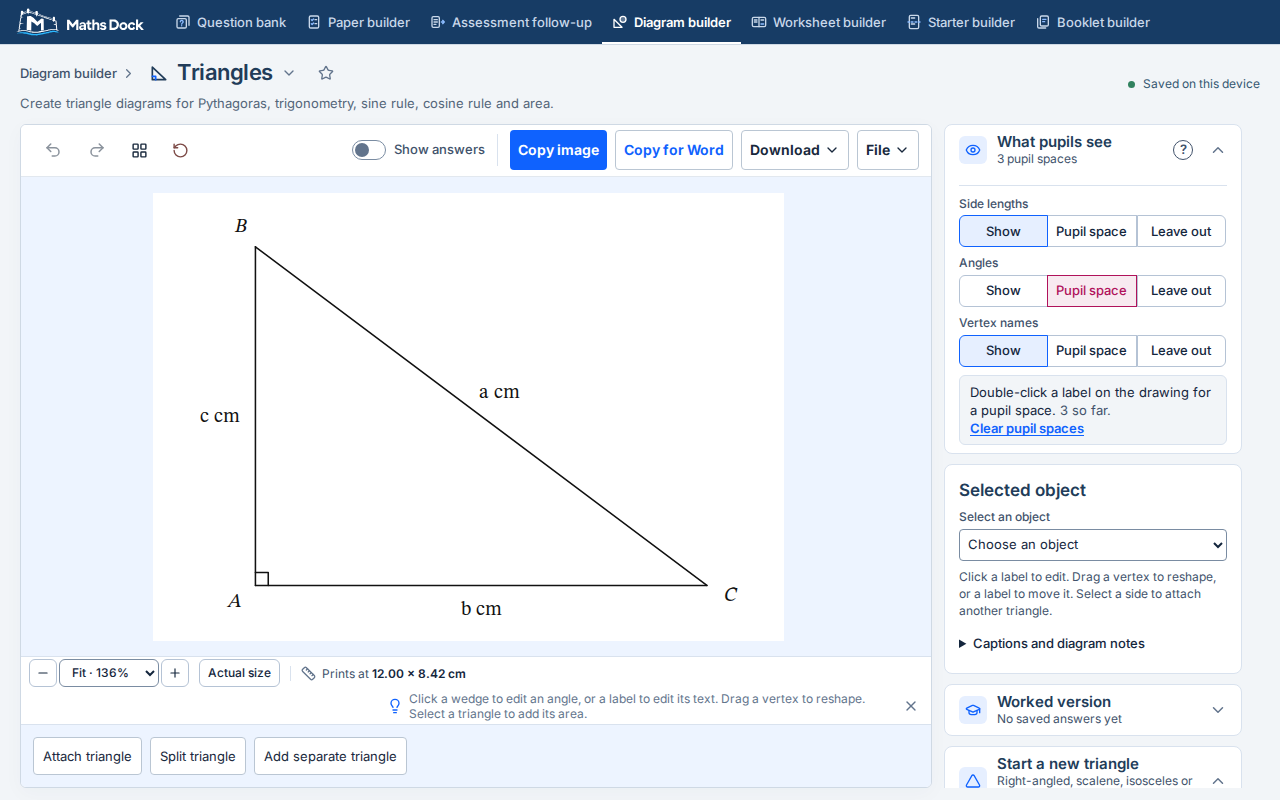 Maths Dock
Question bank
Paper builder
Assessment follow-up
Diagram builder
Worksheet builder
Starter builder
Booklet builder
Diagram builder
Triangles
Saved on this device
Create triangle diagrams for Pythagoras, trigonometry, sine rule, cosine rule and area.
Show answers
Copy image
Copy for Word
Download
File
B
a cm
c cm
A
C
b cm
Fit · 136%
Actual size
Prints at 12.00 × 8.42 cm
Click a wedge to edit an angle, or a label to edit its text. Drag a vertex to reshape.
Select a triangle to add its area.
Attach triangle
Split triangle
Add separate triangle
What pupils see
3 pupil spaces
?
Side lengths
Show
Pupil space
Leave out
Angles
Show
Pupil space
Leave out
Vertex names
Show
Pupil space
Leave out
Double-click a label on the drawing for
a pupil space. 3 so far.
Clear pupil spaces
Selected object
Select an object
Choose an object
Click a label to edit. Drag a vertex to reshape,
or a label to move it. Select a side to attach
another triangle.
Captions and diagram notes
Worked version
No saved answers yet
Start a new triangle
Right-angled, scalene, isosceles or